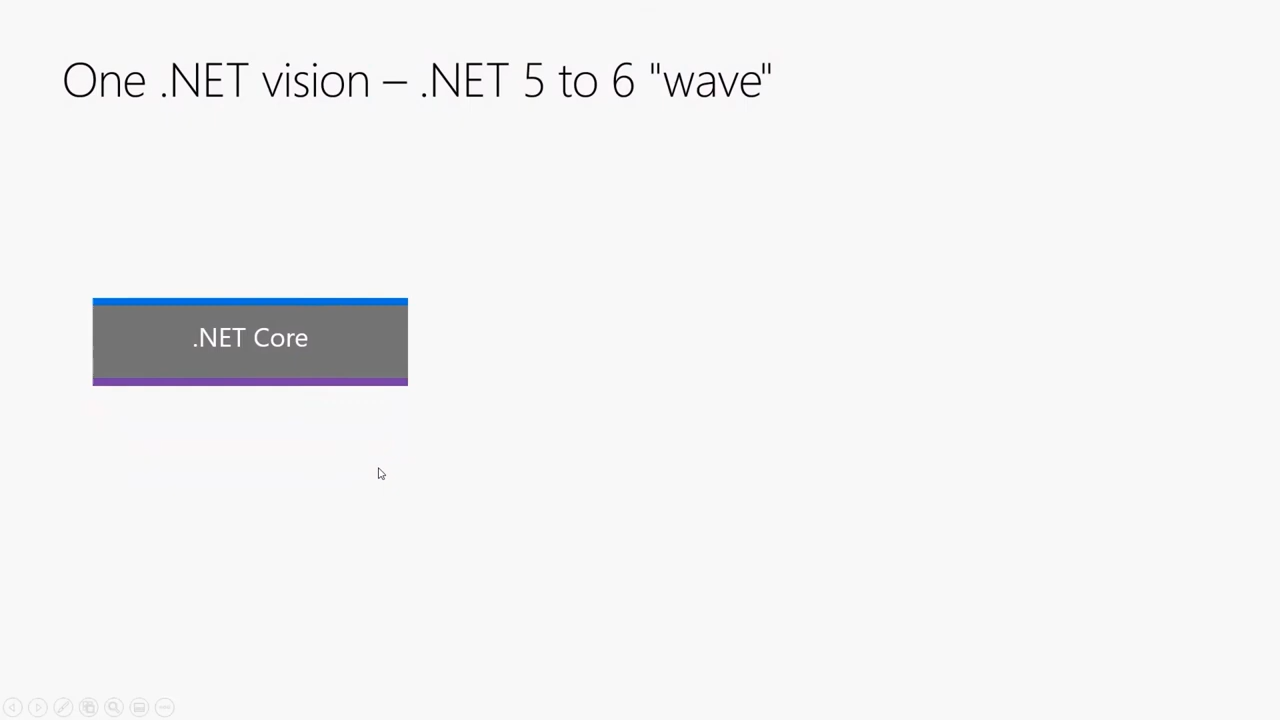 One .NET vision – .NET 5 to 6 "wave"
.NET Core